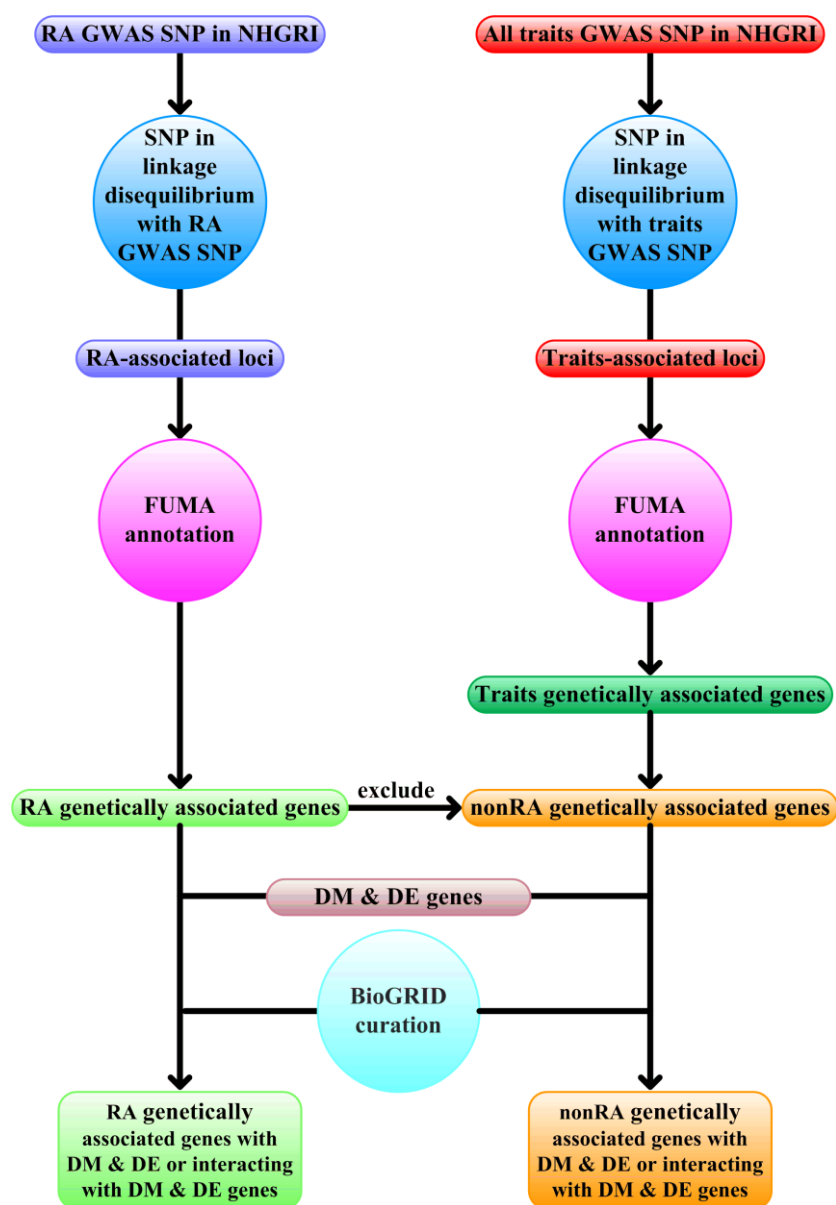 RA GWAS SNP in NHGRI
All traits GWAS SNP in NHGRI
SNP in
linkage
disequilibrium
with RA
GWAS SNP
SNP in
linkage
disequilibrium
with traits
GWAS SNP
RA-associated loci
Traits-associated loci
FUMA
annotation
FUMA
annotation
Traits genetically associated genes
RA genetically associated genes
exclude
nonRA genetically associated genes
DM & DE genes
BioGRID
curation
RA genetically
associated genes with
DM & DE or interacting
with DM & DE genes
nonRA genetically
associated genes with
DM & DE or interacting
with DM & DE genes